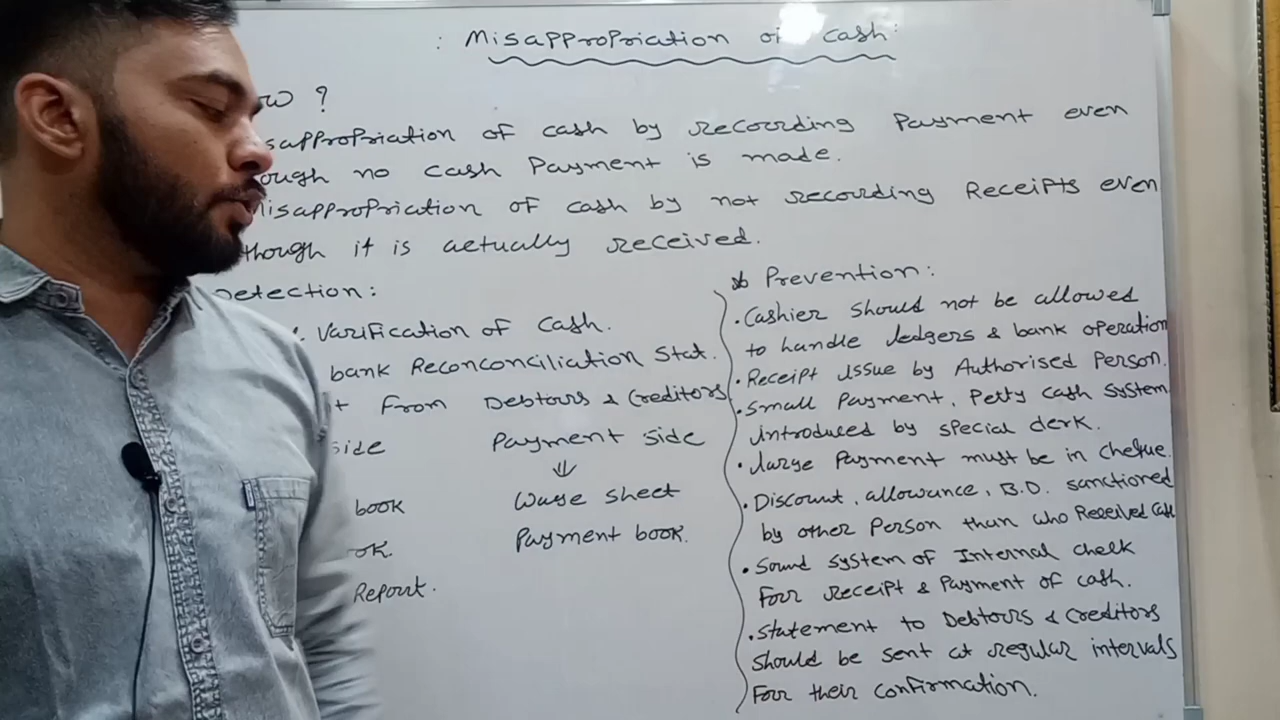 : Misappropriation of cash :
ow ?
sappropriation of cash by recording Payment even
ough no cash Payment is made.
Misappropriation of cash by not recording Receipts even
though it is actually received.
Detection :
: Varification of cash.
bank Reconconciliation Stat.
t From Debtors & Creditors
side Payment side
↓
book Wage sheet
ok. Payment book.
Report.
* Prevention :
• Cashier should not be allowed
to handle ledgers & bank operation
• Receipt issue by Authorised Person.
• Small Payment, Petty cash system
introduced by special clerk.
• large Payment must be in cheque.
• Discount, allowance, B.D. sanctioned
by other Person than who Received cash
• Sound system of Internal check
For receipt & Payment of cash.
• Statement to Debtors & Creditors
should be sent at regular intervals
For their confirmation.